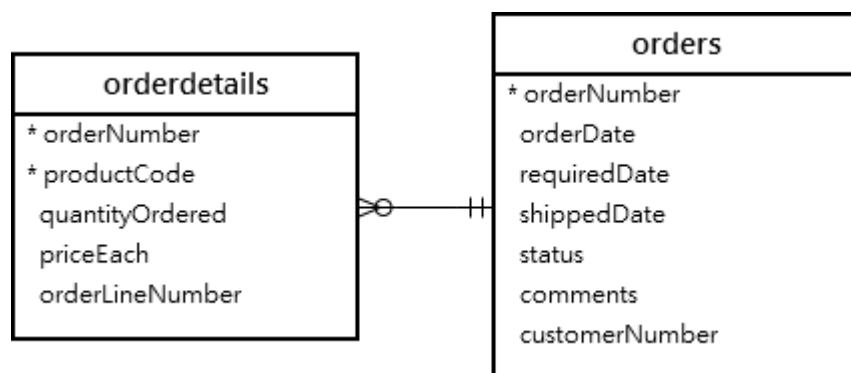 orderdetails
* orderNumber
* productCode
quantityOrdered
priceEach
orderLineNumber
orders
* orderNumber
orderDate
requiredDate
shippedDate
status
comments
customerNumber